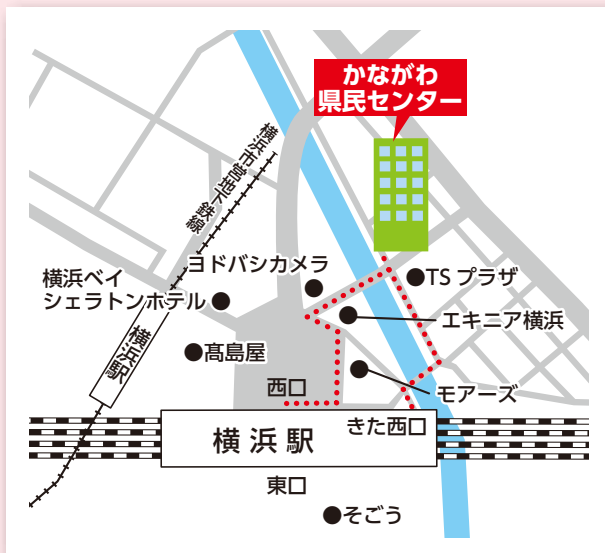 かながわ
県民センター
横浜市営地下鉄線
ヨドバシカメラ
TS プラザ
横浜ベイ
シェラトンホテル
エキニア横浜
横浜駅
髙島屋
モアーズ
西口
きた西口
横浜駅
東口
そごう